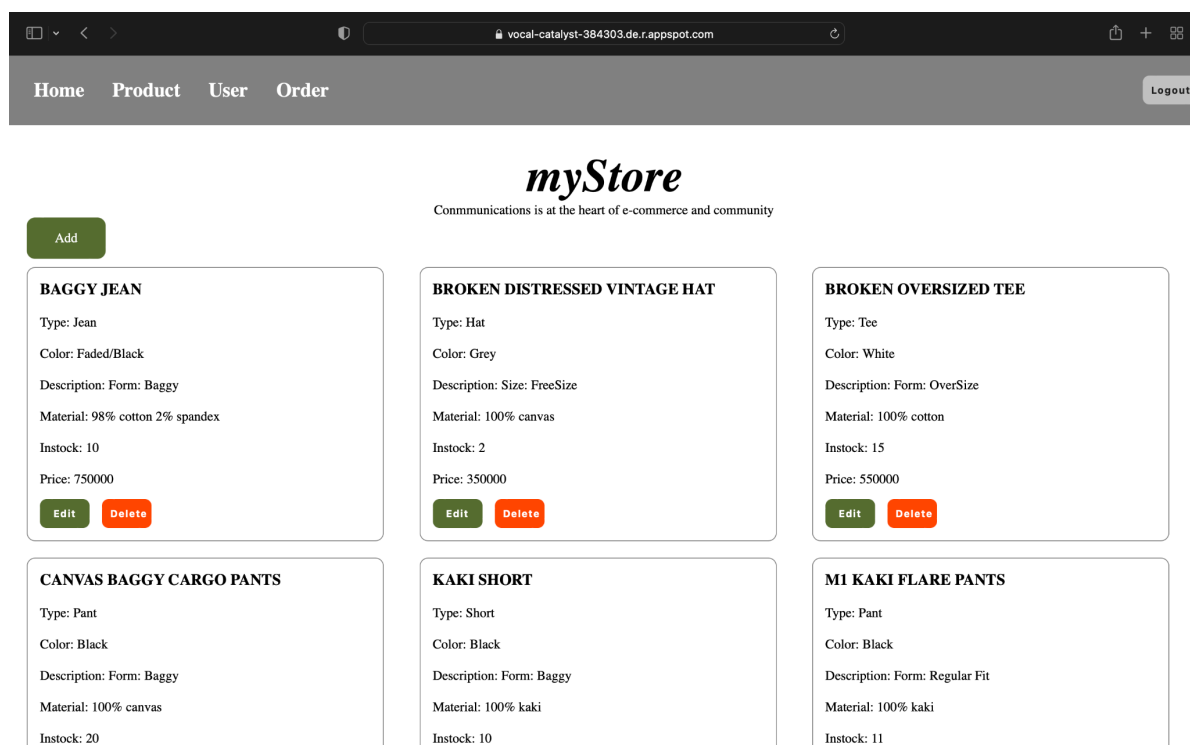 vocal-catalyst-384303.de.r.appspot.com
Home Product User Order Logout
myStore
Conmmunications is at the heart of e-commerce and community
Add
BAGGY JEAN
Type: Jean
Color: Faded/Black
Description: Form: Baggy
Material: 98% cotton 2% spandex
Instock: 10
Price: 750000
Edit Delete
BROKEN DISTRESSED VINTAGE HAT
Type: Hat
Color: Grey
Description: Size: FreeSize
Material: 100% canvas
Instock: 2
Price: 350000
Edit Delete
BROKEN OVERSIZED TEE
Type: Tee
Color: White
Description: Form: OverSize
Material: 100% cotton
Instock: 15
Price: 550000
Edit Delete
CANVAS BAGGY CARGO PANTS
Type: Pant
Color: Black
Description: Form: Baggy
Material: 100% canvas
Instock: 20
KAKI SHORT
Type: Short
Color: Black
Description: Form: Baggy
Material: 100% kaki
Instock: 10
M1 KAKI FLARE PANTS
Type: Pant
Color: Black
Description: Form: Regular Fit
Material: 100% kaki
Instock: 11